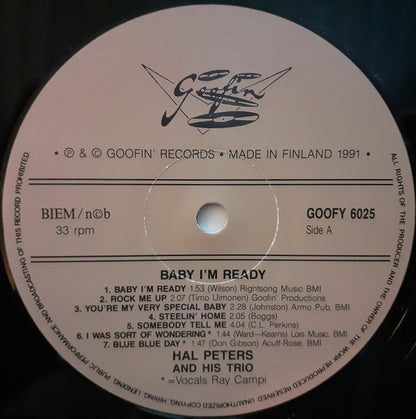 Goofin'
• ℗ & © GOOFIN' RECORDS • MADE IN FINLAND 1991 •
BIEM/n©b
33 rpm
GOOFY 6025
Side A
BABY I'M READY
1. BABY I'M READY 1.53 (Wilson) Rightsong Music BMI
2. ROCK ME UP 2.07 (Timo Uimonen) Goofin' Productions
3. YOU'RE MY VERY SPECIAL BABY 2.28 (Johnston) Armo Pub. BMI
4. STEELIN' HOME 2.05 (Boggs)
5. SOMEBODY TELL ME 4.04 (C.L. Perkins)
6. I WAS SORT OF WONDERING * 1.44 (Ward—Kearns) Lois Music, BMI
7. BLUE BLUE DAY * 1.47 (Don Gibson) Acuff-Rose, BMI
HAL PETERS
AND HIS TRIO
*=Vocals Ray Campi
ALL RIGHTS OF THE PRODUCER AND THE OWNER OF THE WORK REPRODUCED RESERVED. UNAUTHORIZED COPYING, HIRING, LENDING, PUBLIC PERFORMANCE, AND BROADCASTING OF THIS RECORD PROHIBITED.